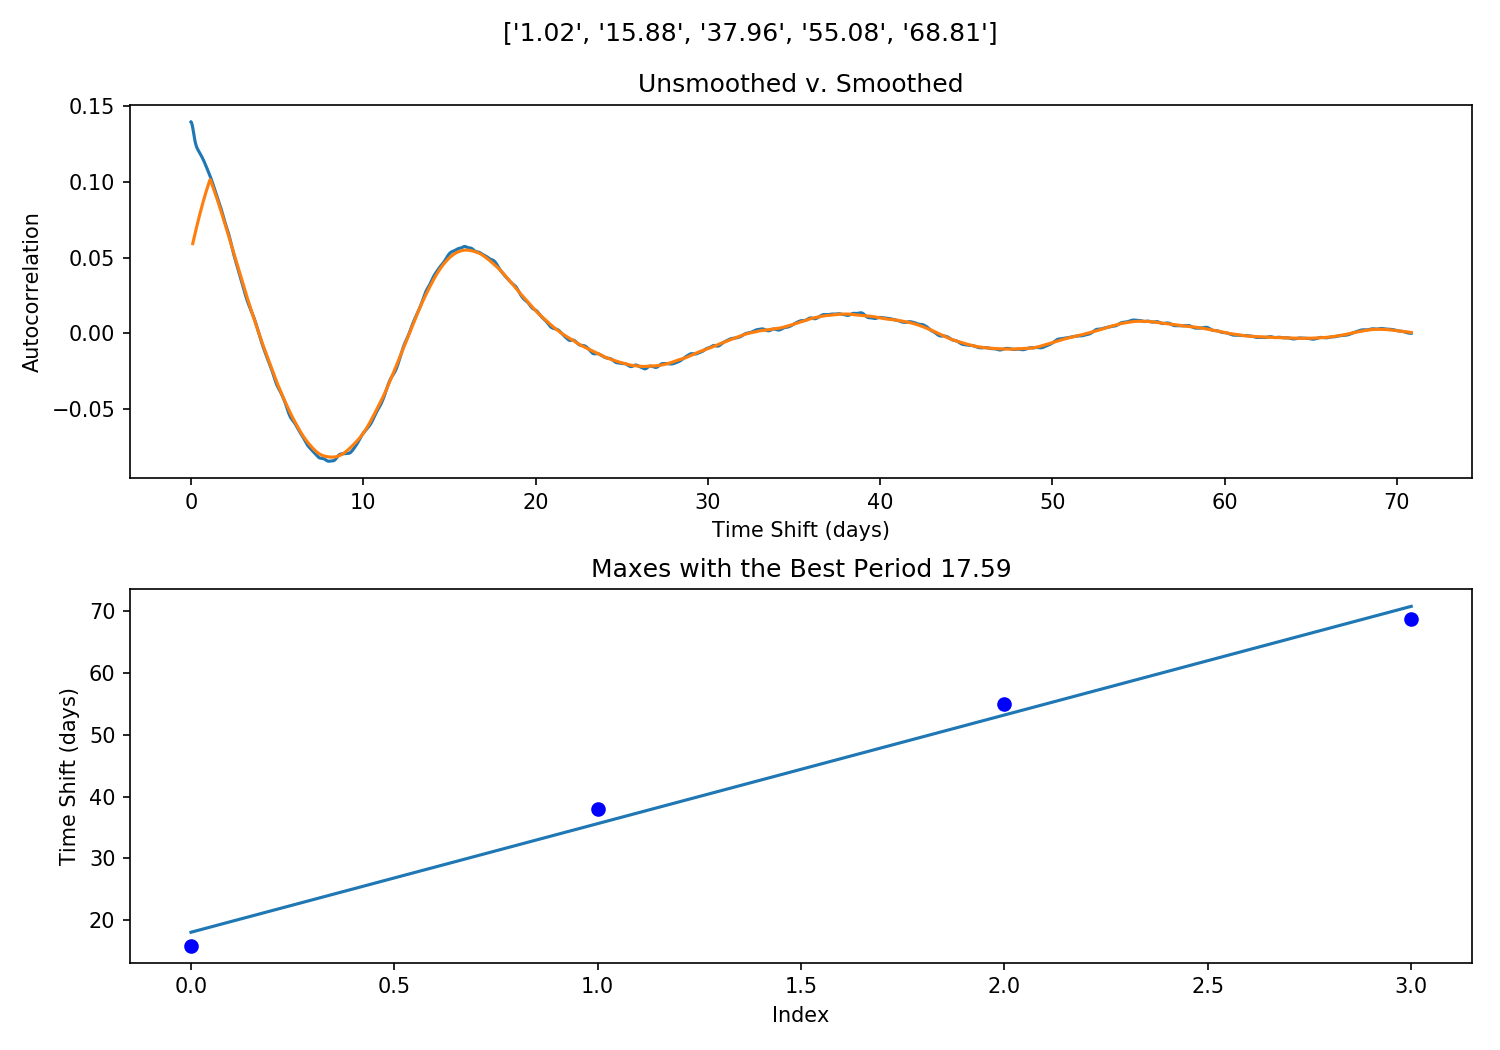 ['1.02', '15.88', '37.96', '55.08', '68.81']
Unsmoothed v. Smoothed
0.15
0.10
0.05
0.00
−0.05
Autocorrelation
0 10 20 30 40 50 60 70
Time Shift (days)
Maxes with the Best Period 17.59
70
60
50
40
30
20
Time Shift (days)
0.0 0.5 1.0 1.5 2.0 2.5 3.0
Index